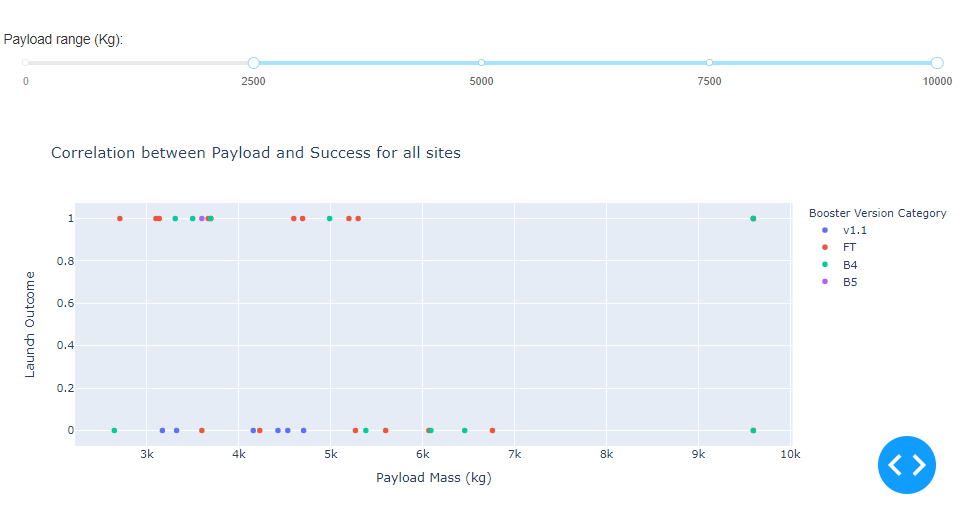 Payload range (Kg):
0 2500 5000 7500 10000
Correlation between Payload and Success for all sites
Booster Version Category
v1.1
FT
B4
B5
1
0.8
0.6
0.4
0.2
0
Launch Outcome
3k 4k 5k 6k 7k 8k 9k 10k
Payload Mass (kg)